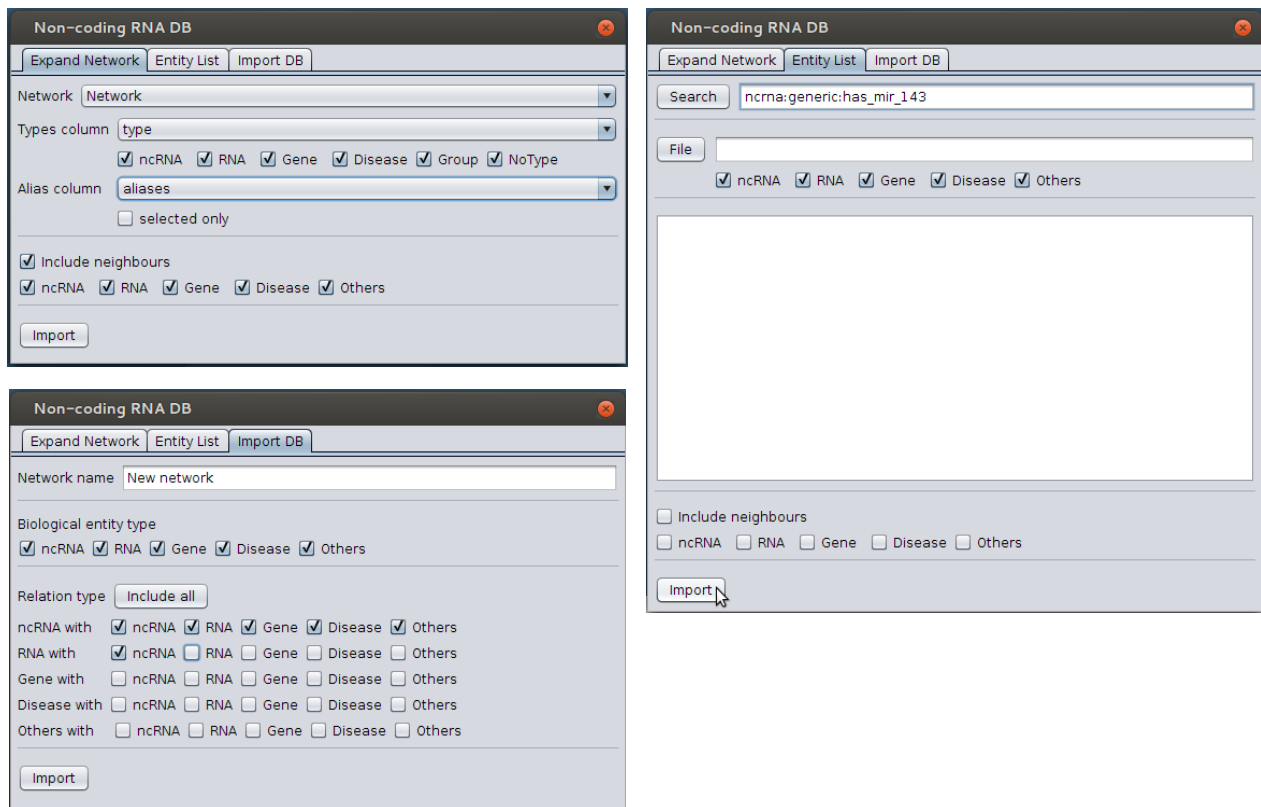 Non-coding RNA DB
Expand Network Entity List Import DB
Network Network
Types column type
ncRNA RNA Gene Disease Group NoType
Alias column aliases
selected only
Include neighbours
ncRNA RNA Gene Disease Others
Import
Non-coding RNA DB
Expand Network Entity List Import DB
Network name New network
Biological entity type
ncRNA RNA Gene Disease Others
Relation type Include all
ncRNA with ncRNA RNA Gene Disease Others
RNA with ncRNA RNA Gene Disease Others
Gene with ncRNA RNA Gene Disease Others
Disease with ncRNA RNA Gene Disease Others
Others with ncRNA RNA Gene Disease Others
Import
Non-coding RNA DB
Expand Network Entity List Import DB
Search ncrna:generic:has_mir_143
File
ncRNA RNA Gene Disease Others
Include neighbours
ncRNA RNA Gene Disease Others
Import